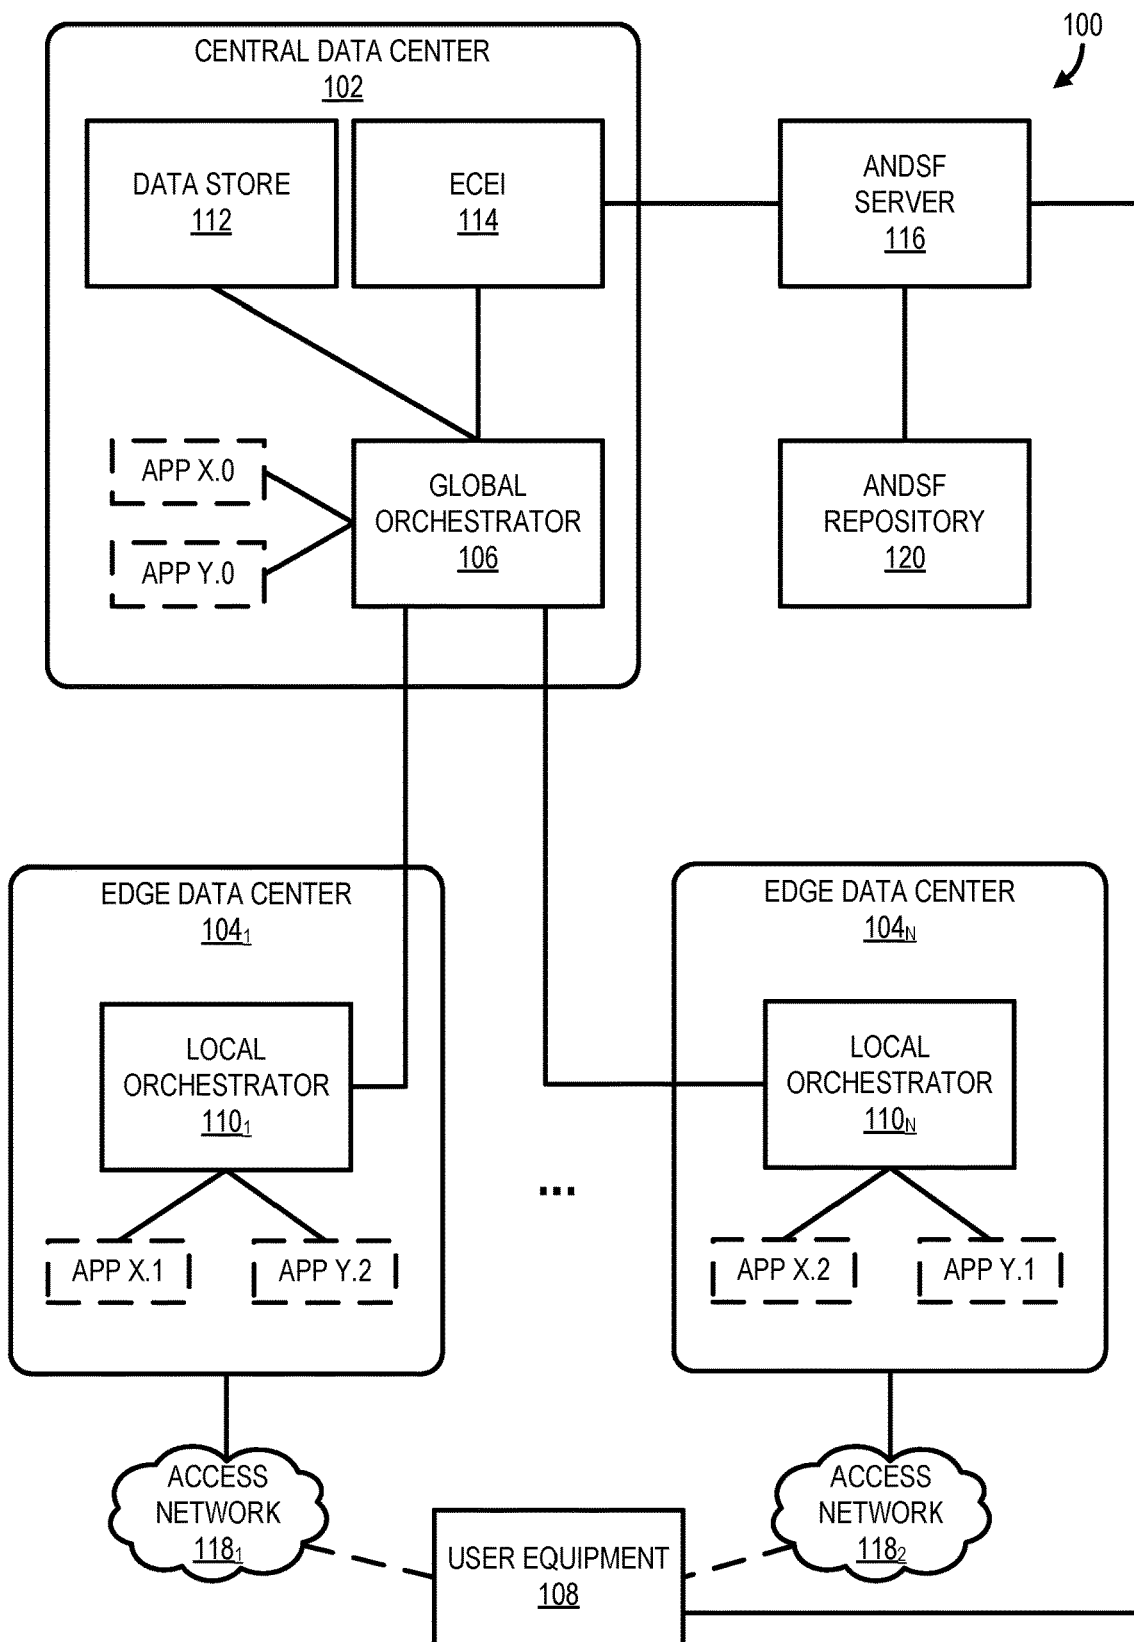 100
CENTRAL DATA CENTER
102
DATA STORE
112
ECEI
114
ANDSF
SERVER
116
APP X.0
APP Y.0
GLOBAL
ORCHESTRATOR
106
ANDSF
REPOSITORY
120
EDGE DATA CENTER
104₁
LOCAL
ORCHESTRATOR
110₁
APP X.1
APP Y.2
...
EDGE DATA CENTER
104N
LOCAL
ORCHESTRATOR
110N
APP X.2
APP Y.1
ACCESS
NETWORK
118₁
USER EQUIPMENT
108
ACCESS
NETWORK
118₂